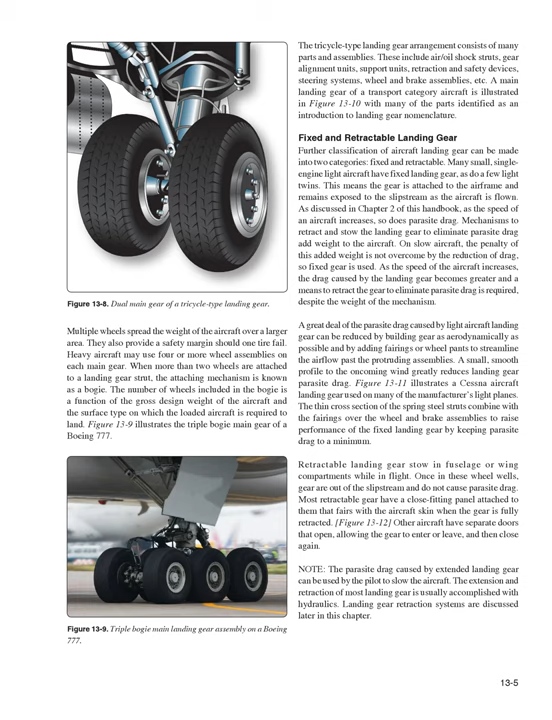 Figure 13-8. Dual main gear of a tricycle-type landing gear.
Multiple wheels spread the weight of the aircraft over a larger
area. They also provide a safety margin should one tire fail.
Heavy aircraft may use four or more wheel assemblies on
each main gear. When more than two wheels are attached
to a landing gear strut, the attaching mechanism is known
as a bogie. The number of wheels included in the bogie is
a function of the gross design weight of the aircraft and
the surface type on which the loaded aircraft is required to
land. Figure 13-9 illustrates the triple bogie main gear of a
Boeing 777.
Figure 13-9. Triple bogie main landing gear assembly on a Boeing
777.
The tricycle-type landing gear arrangement consists of many
parts and assemblies. These include air/oil shock struts, gear
alignment units, support units, retraction and safety devices,
steering systems, wheel and brake assemblies, etc. A main
landing gear of a transport category aircraft is illustrated
in Figure 13-10 with many of the parts identified as an
introduction to landing gear nomenclature.
Fixed and Retractable Landing Gear
Further classification of aircraft landing gear can be made
into two categories: fixed and retractable. Many small, single-
engine light aircraft have fixed landing gear, as do a few light
twins. This means the gear is attached to the airframe and
remains exposed to the slipstream as the aircraft is flown.
As discussed in Chapter 2 of this handbook, as the speed of
an aircraft increases, so does parasite drag. Mechanisms to
retract and stow the landing gear to eliminate parasite drag
add weight to the aircraft. On slow aircraft, the penalty of
this added weight is not overcome by the reduction of drag,
so fixed gear is used. As the speed of the aircraft increases,
the drag caused by the landing gear becomes greater and a
means to retract the gear to eliminate parasite drag is required,
despite the weight of the mechanism.
A great deal of the parasite drag caused by light aircraft landing
gear can be reduced by building gear as aerodynamically as
possible and by adding fairings or wheel pants to streamline
the airflow past the protruding assemblies. A small, smooth
profile to the oncoming wind greatly reduces landing gear
parasite drag. Figure 13-11 illustrates a Cessna aircraft
landing gear used on many of the manufacturer's light planes.
The thin cross section of the spring steel struts combine with
the fairings over the wheel and brake assemblies to raise
performance of the fixed landing gear by keeping parasite
drag to a minimum.
Retractable landing gear stow in fuselage or wing
compartments while in flight. Once in these wheel wells,
gear are out of the slipstream and do not cause parasite drag.
Most retractable gear have a close-fitting panel attached to
them that fairs with the aircraft skin when the gear is fully
retracted. [Figure 13-12] Other aircraft have separate doors
that open, allowing the gear to enter or leave, and then close
again.
NOTE: The parasite drag caused by extended landing gear
can be used by the pilot to slow the aircraft. The extension and
retraction of most landing gear is usually accomplished with
hydraulics. Landing gear retraction systems are discussed
later in this chapter.
13-5